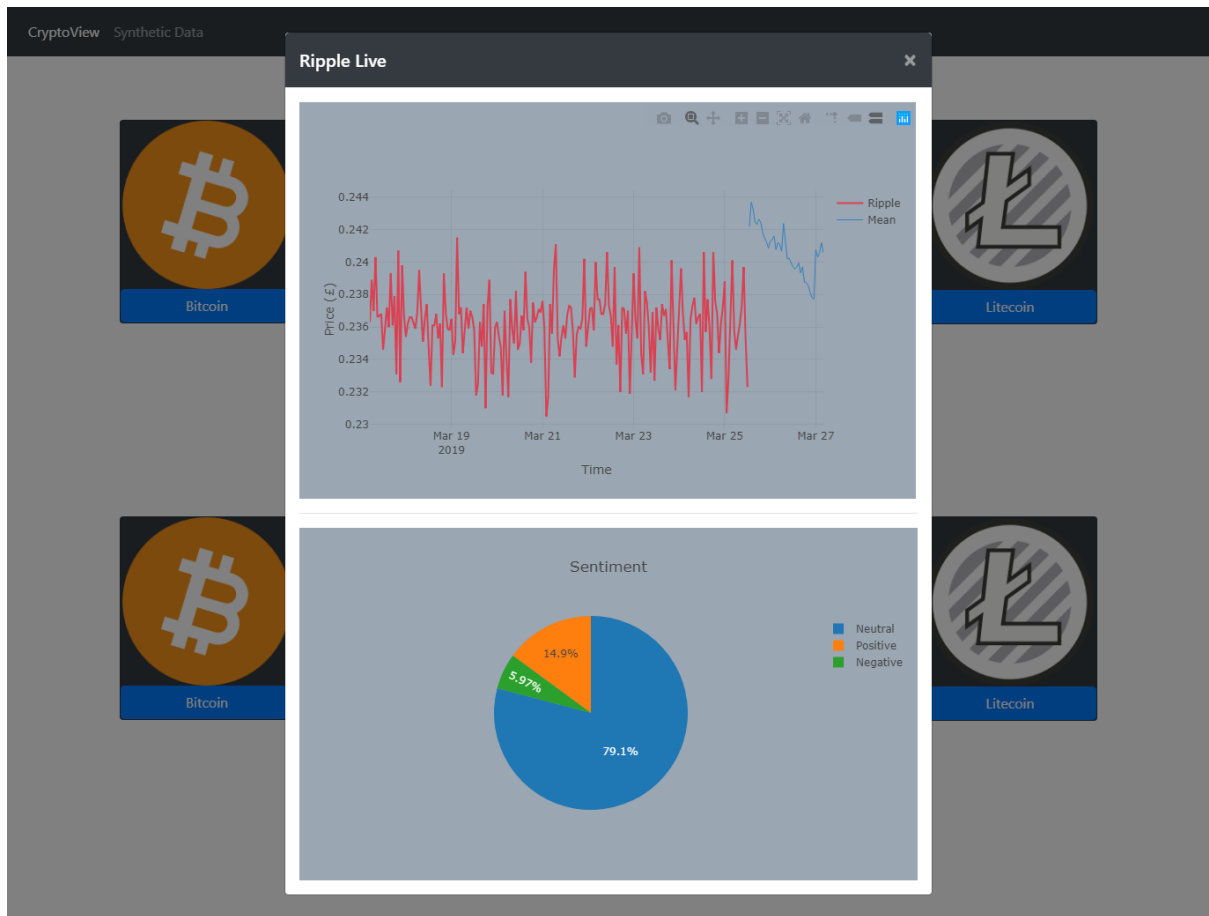 CryptoView Synthetic Data
Ripple Live ×
Bitcoin
Litecoin
0.244
0.242
0.24
0.238
0.236
0.234
0.232
0.23
Price (£)
Mar 19
2019
Mar 21
Mar 23
Mar 25
Mar 27
Time
Ripple
Mean
Sentiment
14.9%
5.97%
79.1%
Neutral
Positive
Negative
Bitcoin
Litecoin